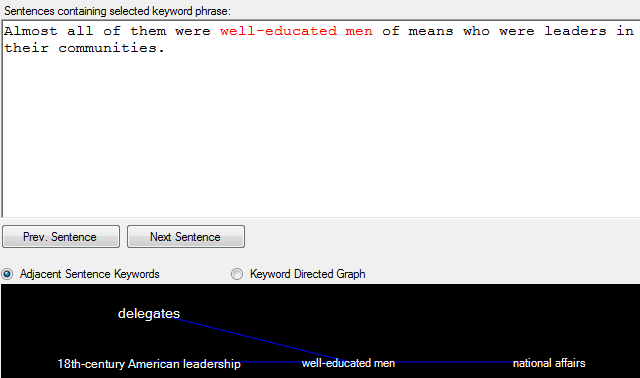 Sentences containing selected keyword phrase:
Almost all of them were well-educated men of means who were leaders in
their communities.
Prev. Sentence Next Sentence
Adjacent Sentence Keywords Keyword Directed Graph
delegates
18th-century American leadership well-educated men national affairs